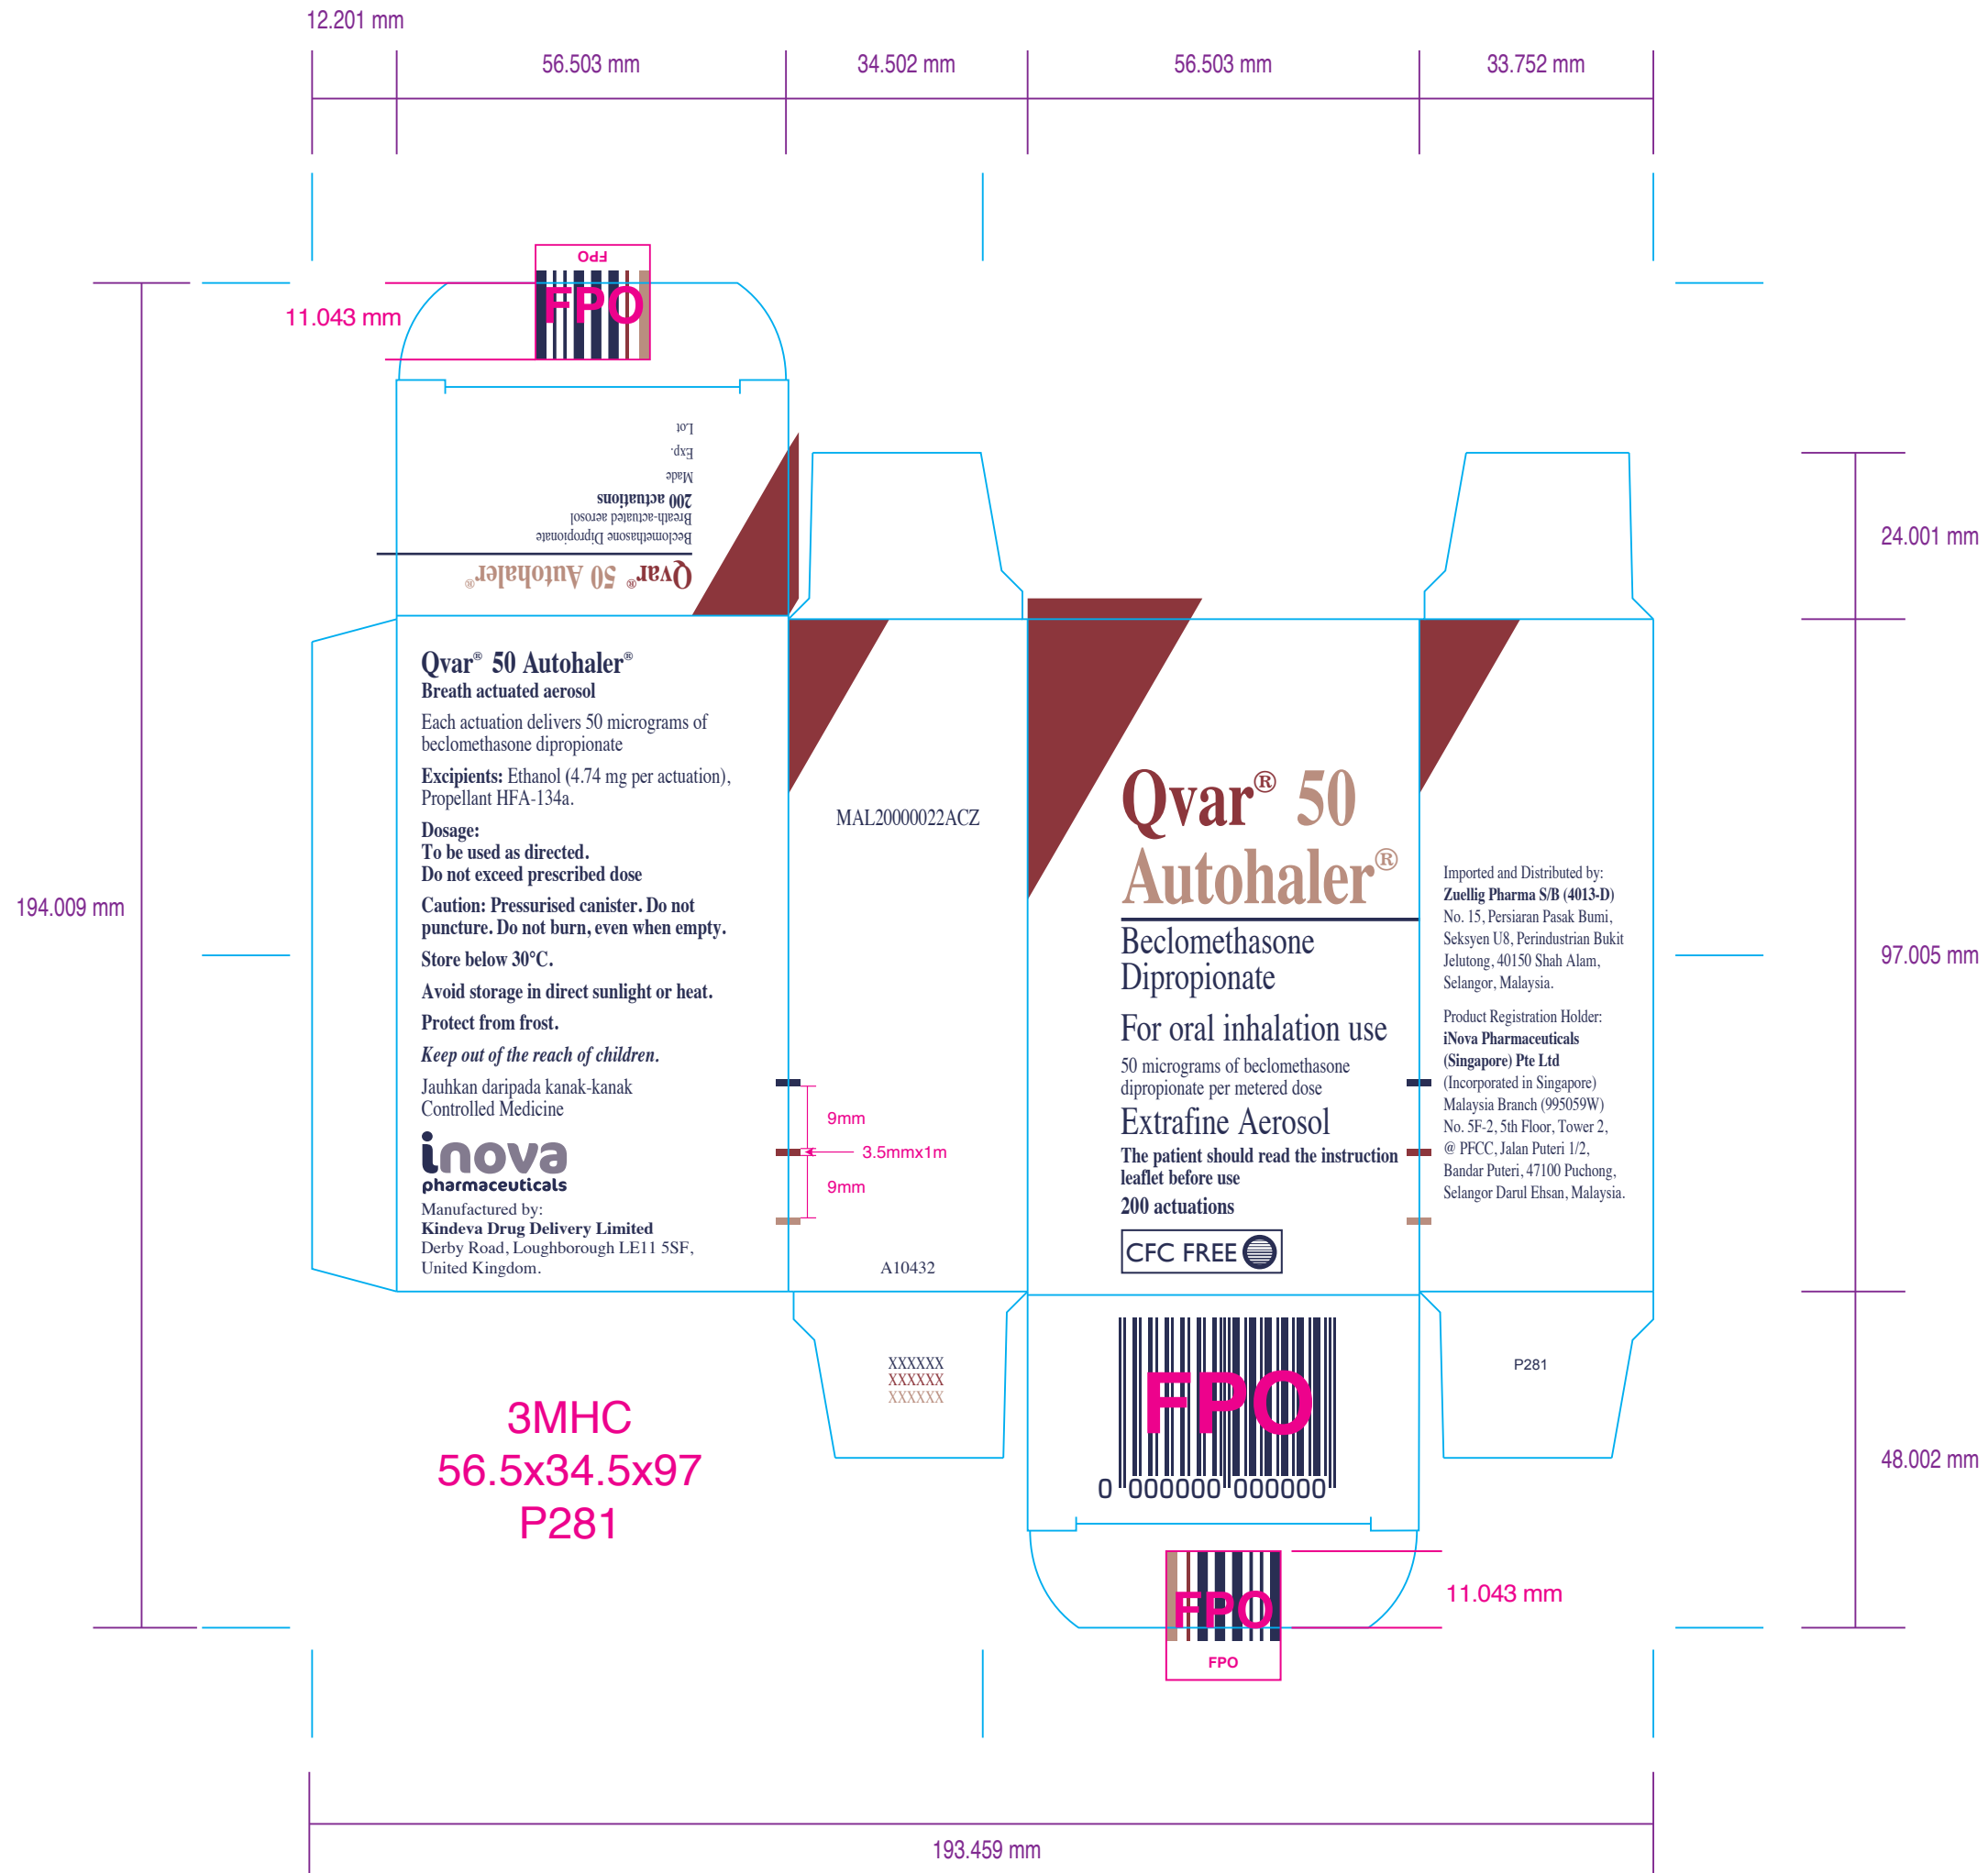 12.201 mm
56.503 mm
34.502 mm
56.503 mm
33.752 mm
FPO
FPO
11.043 mm
Lot
Exp.
Made
200 actuations
Breath-actuated aerosol
Beclomethasone Dipropionate
Qvar® 50 Autohaler®
24.001 mm
194.009 mm
97.005 mm
48.002 mm
Qvar® 50 Autohaler®
Breath actuated aerosol
Each actuation delivers 50 micrograms of
beclomethasone dipropionate
Excipients: Ethanol (4.74 mg per actuation),
Propellant HFA-134a.
Dosage:
To be used as directed.
Do not exceed prescribed dose
Caution: Pressurised canister. Do not
puncture. Do not burn, even when empty.
Store below 30°C.
Avoid storage in direct sunlight or heat.
Protect from frost.
Keep out of the reach of children.
Jauhkan daripada kanak-kanak
Controlled Medicine
inova
pharmaceuticals
Manufactured by:
Kindeva Drug Delivery Limited
Derby Road, Loughborough LE11 5SF,
United Kingdom.
MAL20000022ACZ
9mm
3.5mmx1m
9mm
A10432
Qvar® 50
Autohaler®
Beclomethasone
Dipropionate
For oral inhalation use
50 micrograms of beclomethasone
dipropionate per metered dose
Extrafine Aerosol
The patient should read the instruction
leaflet before use
200 actuations
CFC FREE
Imported and Distributed by:
Zuellig Pharma S/B (4013-D)
No. 15, Persiaran Pasak Bumi,
Seksyen U8, Perindustrian Bukit
Jelutong, 40150 Shah Alam,
Selangor, Malaysia.
Product Registration Holder:
iNova Pharmaceuticals
(Singapore) Pte Ltd
(Incorporated in Singapore)
Malaysia Branch (995059W)
No. 5F-2, 5th Floor, Tower 2,
@ PFCC, Jalan Puteri 1/2,
Bandar Puteri, 47100 Puchong,
Selangor Darul Ehsan, Malaysia.
XXXXXX
XXXXXX
XXXXXX
FPO
0 000000 000000
P281
3MHC
56.5x34.5x97
P281
11.043 mm
FPO
FPO
193.459 mm